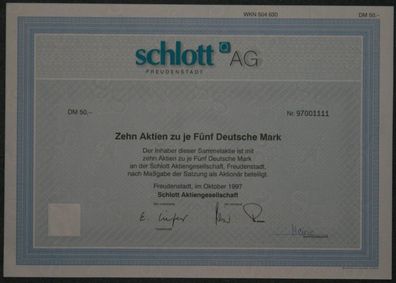 WKN 504 630 DM 50,–
schlott AG
FREUDENSTADT
DM 50,– Nr. 97001111
Zehn Aktien zu je Fünf Deutsche Mark
Der Inhaber dieser Sammelaktie ist mit
zehn Aktien zu je Fünf Deutsche Mark
an der Schlott Aktiengesellschaft, Freudenstadt,
nach Maßgabe der Satzung als Aktionär beteiligt.
Freudenstadt, im Oktober 1997
Schlott Aktiengesellschaft